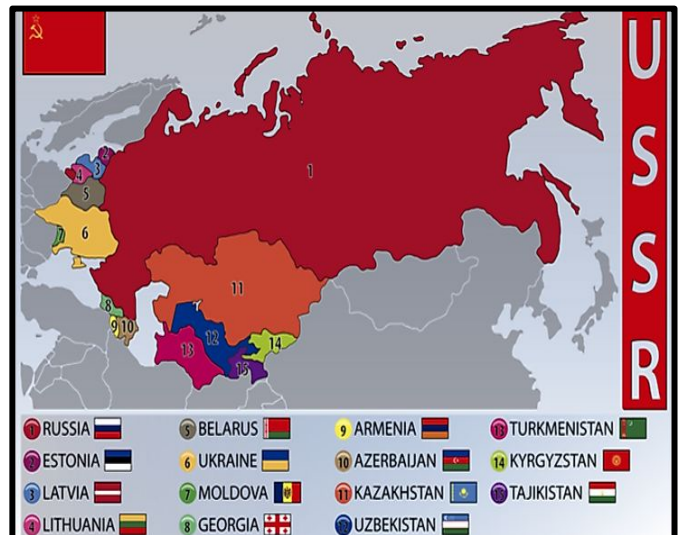 U
S
S
R
2
3
4
5
1
7
6
8
9
10
11
12
13
14
15
1 RUSSIA
5 BELARUS
9 ARMENIA
13 TURKMENISTAN
2 ESTONIA
6 UKRAINE
10 AZERBAIJAN
14 KYRGYZSTAN
3 LATVIA
7 MOLDOVA
11 KAZAKHSTAN
15 TAJIKISTAN
4 LITHUANIA
8 GEORGIA
12 UZBEKISTAN